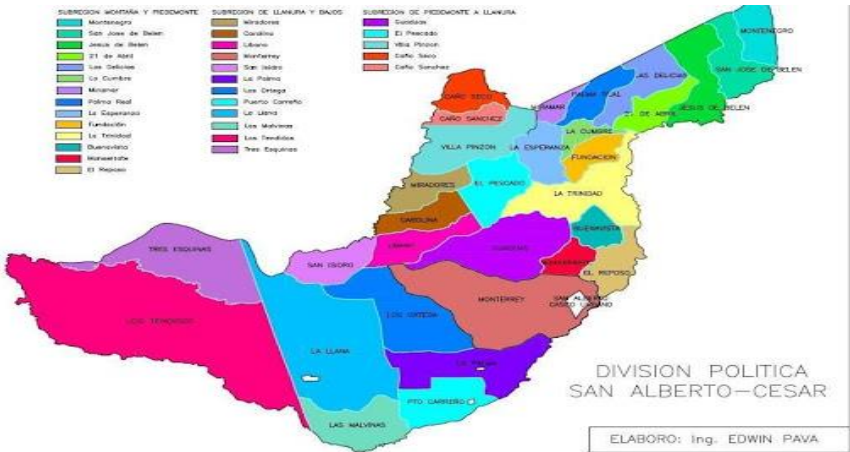 SUBREGION MONTAÑA Y PIEDEMONTE
Montenegro
San Jose de Belen
Jesus de Belen
21 de Abril
Las Delicias
La Cumbre
Miramar
Palma Real
La Esperanza
Fundación
La Trinidad
Buenavista
Monserrate
El Reposo
SUBREGION DE LLANURA Y BAJOS
Miradores
Carolina
Libano
Monterrey
San Isidro
La Palma
Los Ortega
Puerto Carreño
La Llana
Las Malvinas
Los Tendidos
Tres Esquinas
SUBREGION DE PIEDEMONTE A LLANURA
El Pescado
Villa Pinzon
Caño Seco
Caño Sanchez
MONTENEGRO
SAN JOSE DE BELEN
LAS DELICIAS
JESUS DE BELEN
21 DE ABRIL
PALMA REAL
MIRAMAR
CAÑO SECO
CAÑO SANCHEZ
LA CUMBRE
VILLA PINZON
LA ESPERANZA
FUNDACION
MIRADORES
EL PESCADO
LA TRINIDAD
CAROLINA
BUENAVISTA
LIBANO
TRES ESQUINAS
SAN ISIDRO
EL REPOSO
MONTERREY
SAN ALBERTO
CASCO URBANO
LOS TENDIDOS
LOS ORTEGA
LA LLANA
LA PALMA
PTO CARREÑO
LAS MALVINAS
DIVISION POLITICA
SAN ALBERTO-CESAR
ELABORO: Ing. EDWIN PAVA